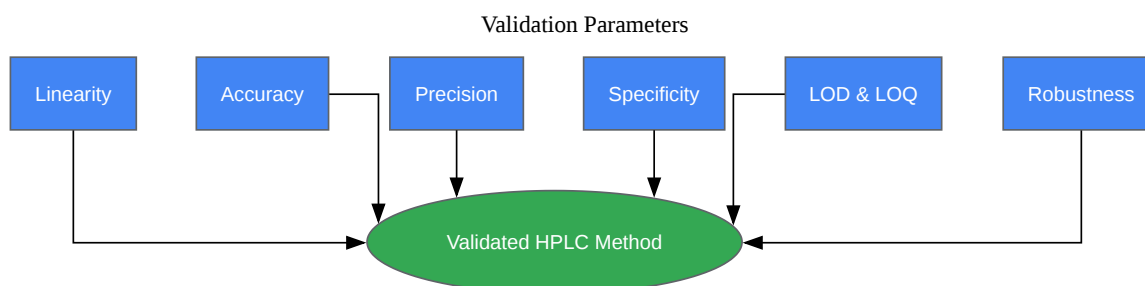 Validation Parameters
Linearity
Accuracy
Precision
Specificity
LOD & LOQ
Robustness
Validated HPLC Method